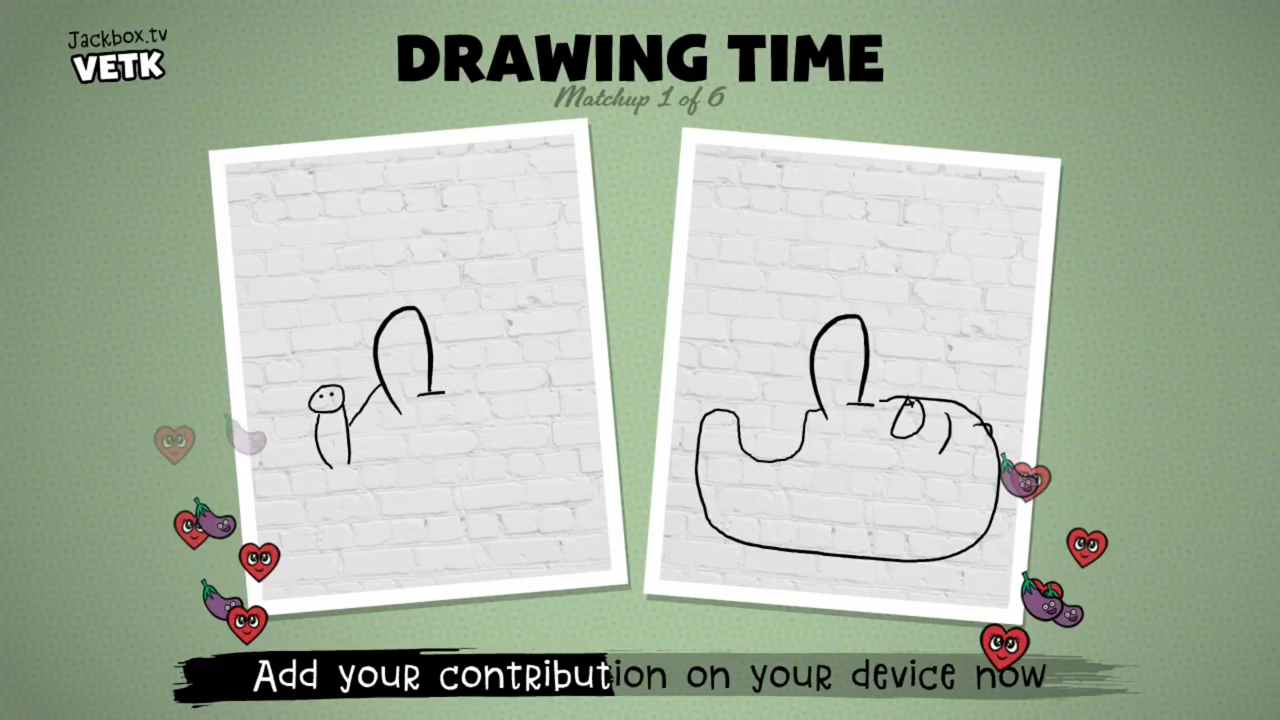 Jackbox.tv
VETK
DRAWING TIME
Matchup 1 of 6
Add your contribution on your device now